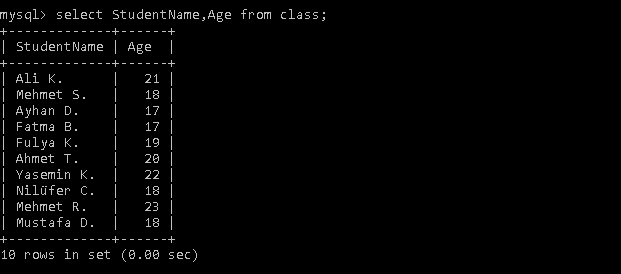 mysql> select StudentName,Age from class;
+-------------+------+
| StudentName | Age  |
+-------------+------+
| Ali K.      |   21 |
| Mehmet S.   |   18 |
| Ayhan D.    |   17 |
| Fatma B.    |   17 |
| Fulya K.    |   19 |
| Ahmet T.    |   20 |
| Yasemin K.  |   22 |
| Nilüfer C.  |   18 |
| Mehmet R.   |   23 |
| Mustafa D.  |   18 |
+-------------+------+
10 rows in set (0.00 sec)